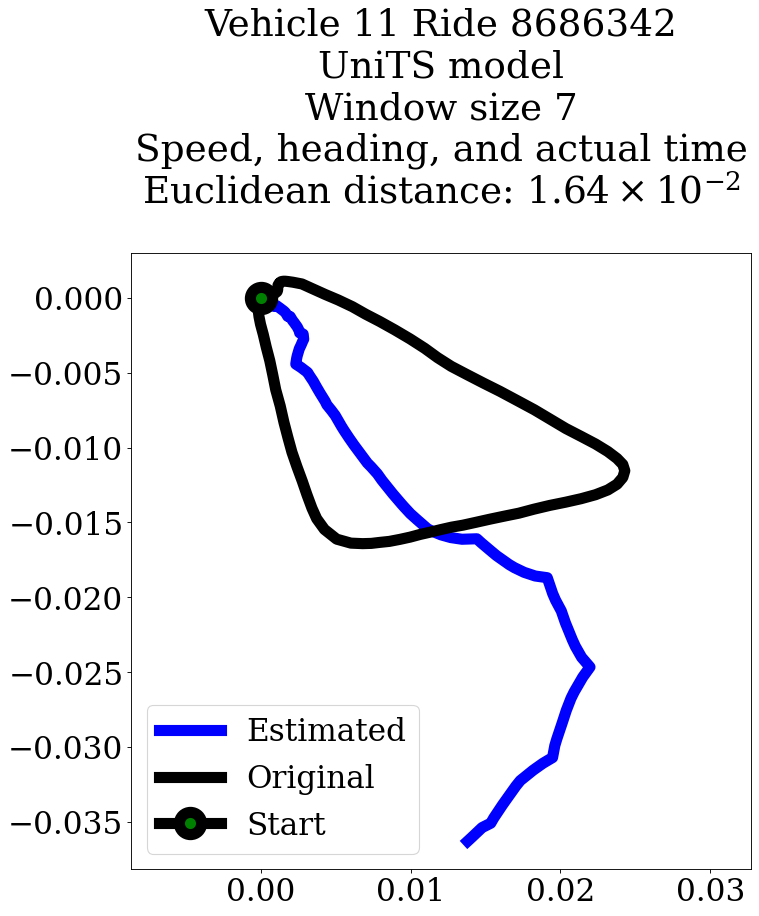 Vehicle 11 Ride 8686342
UniTS model
Window size 7
Speed, heading, and actual time
Euclidean distance: 1.64 × 10⁻²
0.000
−0.005
−0.010
−0.015
−0.020
−0.025
−0.030
−0.035
Estimated
Original
Start
0.00 0.01 0.02 0.03